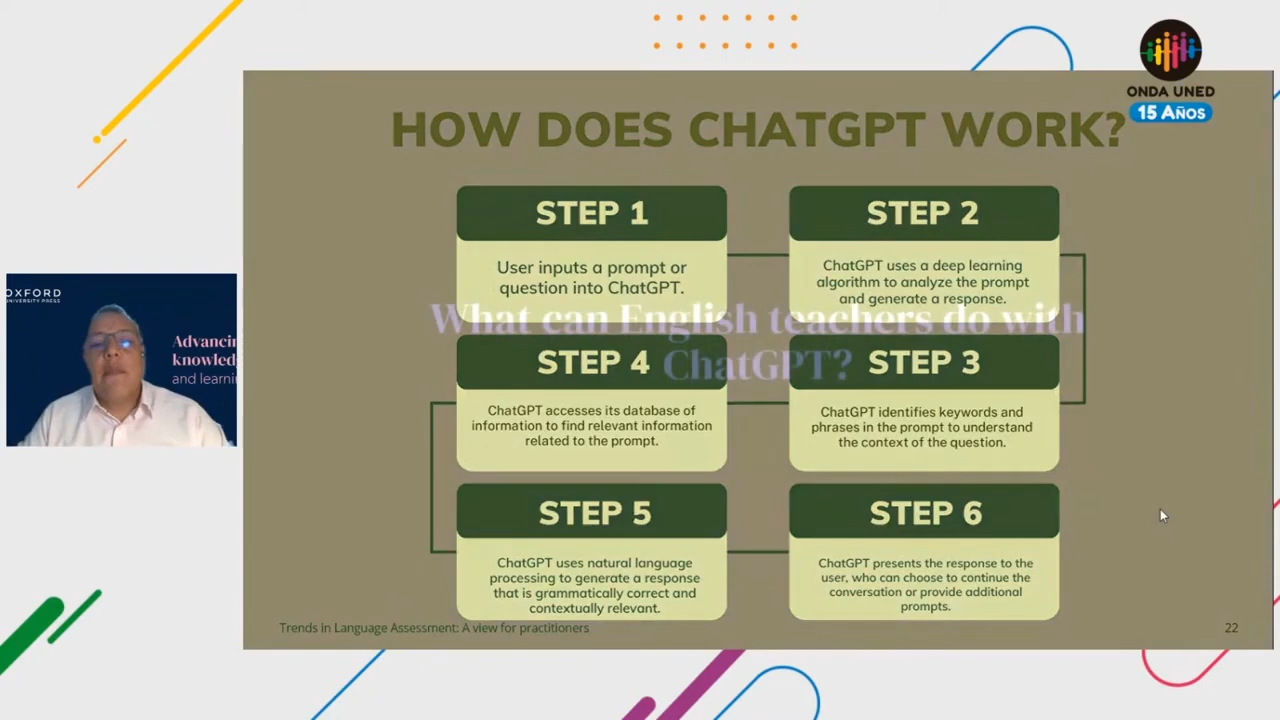 ONDA UNED
15 AÑOS
HOW DOES CHATGPT WORK?
STEP 1
User inputs a prompt or
question into ChatGPT.
STEP 2
ChatGPT uses a deep learning
algorithm to analyze the prompt
and generate a response.
What can English teachers do with
ChatGPT?
STEP 3
ChatGPT identifies keywords and
phrases in the prompt to understand
the context of the question.
STEP 4
ChatGPT accesses its database of
information to find relevant information
related to the prompt.
STEP 5
ChatGPT uses natural language
processing to generate a response
that is grammatically correct and
contextually relevant.
STEP 6
ChatGPT presents the response to the
user, who can choose to continue the
conversation or provide additional
prompts.
Trends in Language Assessment: A view for practitioners
22
OXFORD
UNIVERSITY PRESS
Advancin
knowled
and learni